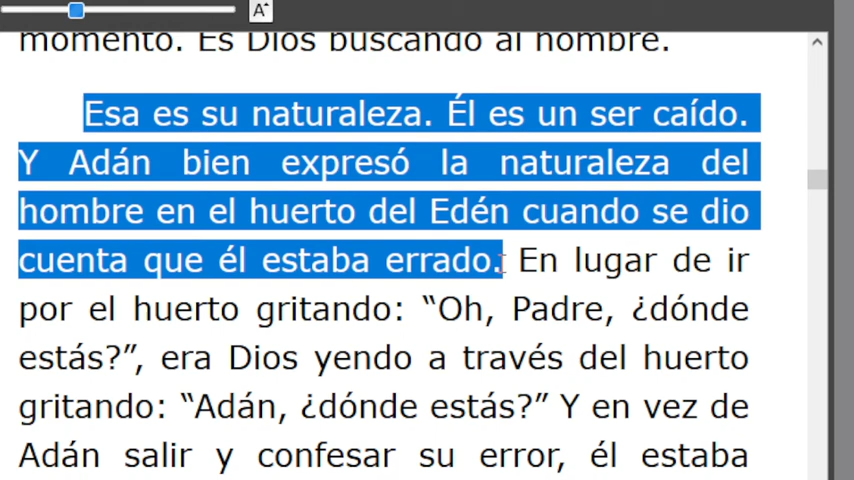 A
momento. Es Dios buscando al hombre.
Esa es su naturaleza. Él es un ser caído.
Y Adán bien expresó la naturaleza del
hombre en el huerto del Edén cuando se dio
cuenta que él estaba errado. En lugar de ir
por el huerto gritando: “Oh, Padre, ¿dónde
estás?”, era Dios yendo a través del huerto
gritando: “Adán, ¿dónde estás?” Y en vez de
Adán salir y confesar su error, él estaba